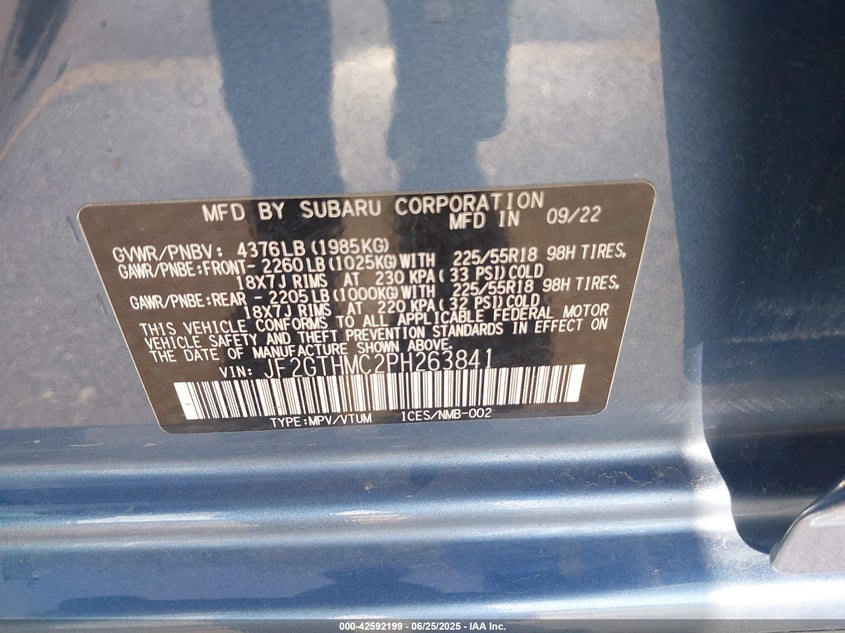 MFD BY SUBARU CORPORATION
MFD IN 09/22
GVWR/PNBV: 4376LB (1985KG)
GAWR/PNBE:FRONT- 2260 LB (1025KG) WITH 225/55R18 98H TIRES,
18X7J RIMS AT 230 KPA (33 PSI) COLD
GAWR/PNBE:REAR - 2205 LB (1000KG) WITH 225/55R18 98H TIRES,
18X7J RIMS AT 220 KPA (32 PSI) COLD
THIS VEHICLE CONFORMS TO ALL APPLICABLE FEDERAL MOTOR
VEHICLE SAFETY AND THEFT PREVENTION STANDARDS IN EFFECT ON
THE DATE OF MANUFACTURE SHOWN ABOVE.
VIN: JF2GTHMC2PH263841
TYPE:MPV/VTUM ICES/NMB-002
000-42592199 - 06/25/2025 - IAA Inc.